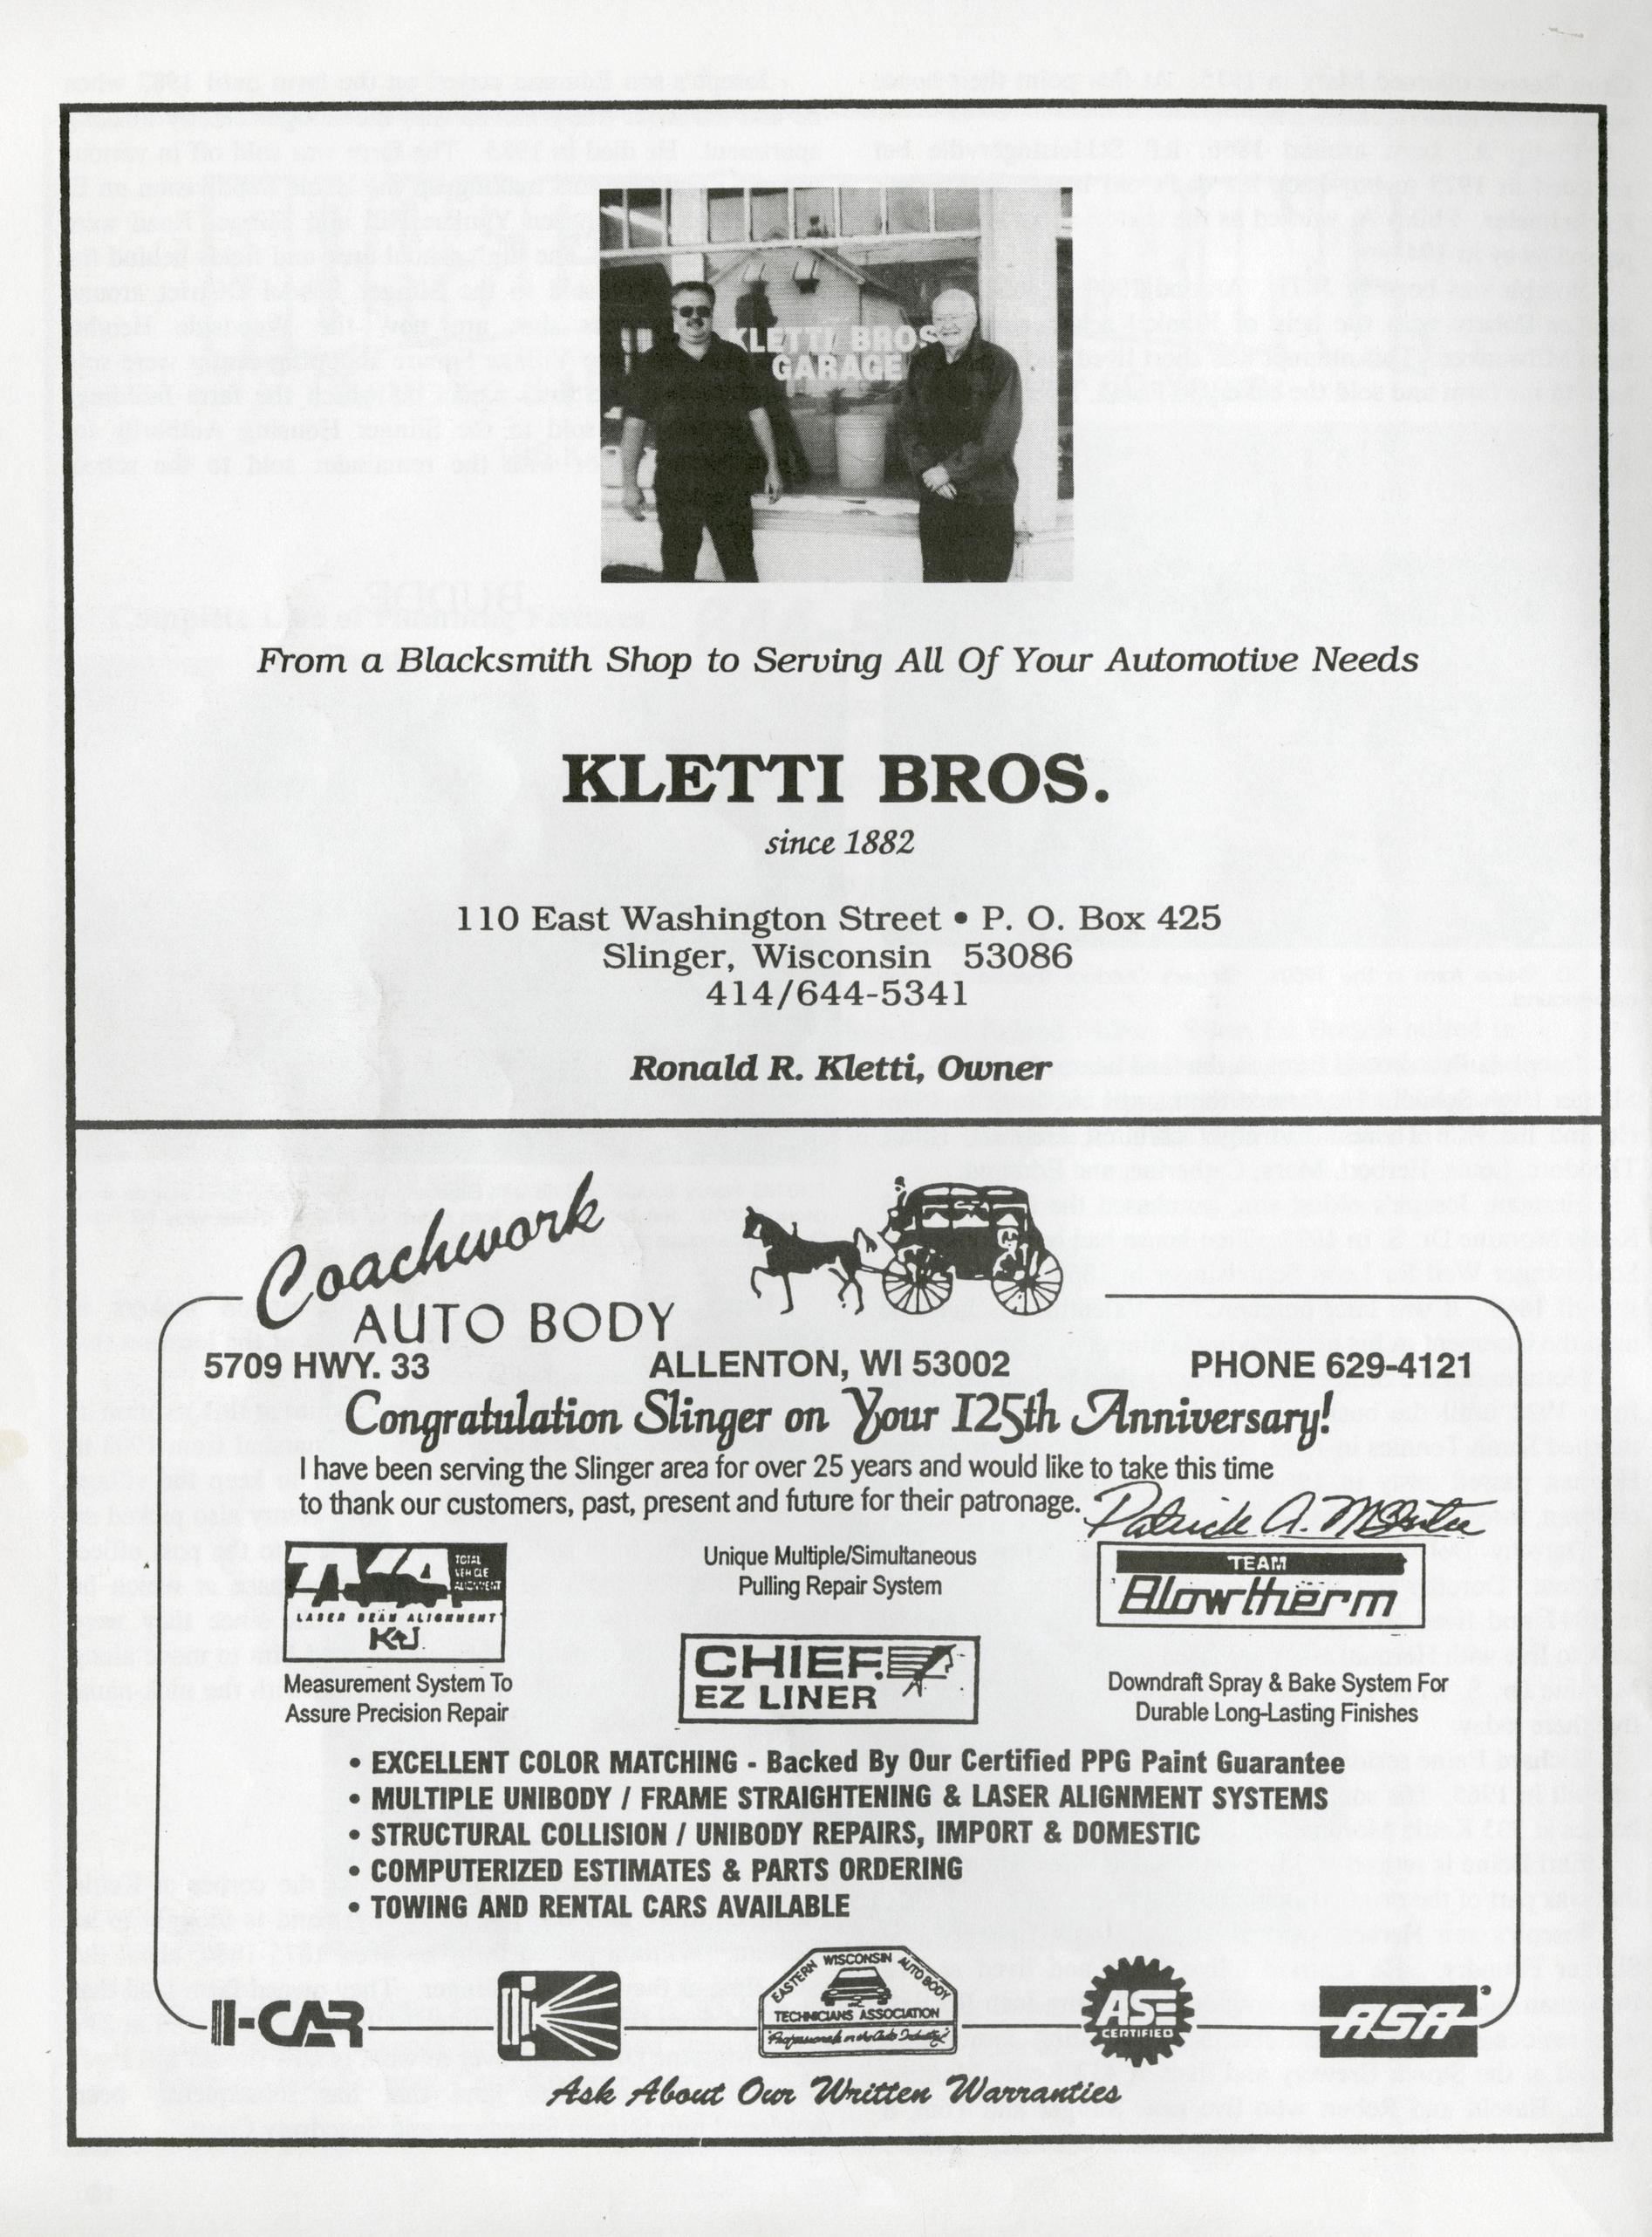 KLETTI BROS
GARAGE
From a Blacksmith Shop to Serving All Of Your Automotive Needs
KLETTI BROS.
since 1882
110 East Washington Street • P. O. Box 425
Slinger, Wisconsin 53086
414/644-5341
Ronald R. Kletti, Owner
Coachwork
AUTO BODY
5709 HWY. 33 ALLENTON, WI 53002 PHONE 629-4121
Congratulation Slinger on Your 125th Anniversary!
I have been serving the Slinger area for over 25 years and would like to take this time
to thank our customers, past, present and future for their patronage.
Patrick A.
TOTAL
VEHICLE
ALIGNMENT
LASER BEAM ALIGNMENT
Measurement System To
Assure Precision Repair
Unique Multiple/Simultaneous
Pulling Repair System
CHIEF
EZ LINER
TEAM
Blowtherm
Downdraft Spray & Bake System For
Durable Long-Lasting Finishes
• EXCELLENT COLOR MATCHING - Backed By Our Certified PPG Paint Guarantee
• MULTIPLE UNIBODY / FRAME STRAIGHTENING & LASER ALIGNMENT SYSTEMS
• STRUCTURAL COLLISION / UNIBODY REPAIRS, IMPORT & DOMESTIC
• COMPUTERIZED ESTIMATES & PARTS ORDERING
• TOWING AND RENTAL CARS AVAILABLE
I-CAR
EASTERN WISCONSIN AUTO BODY
TECHNICIANS ASSOCIATION
"Professionals in the Auto Industry"
ASE
CERTIFIED
ASA
Ask About Our Written Warranties